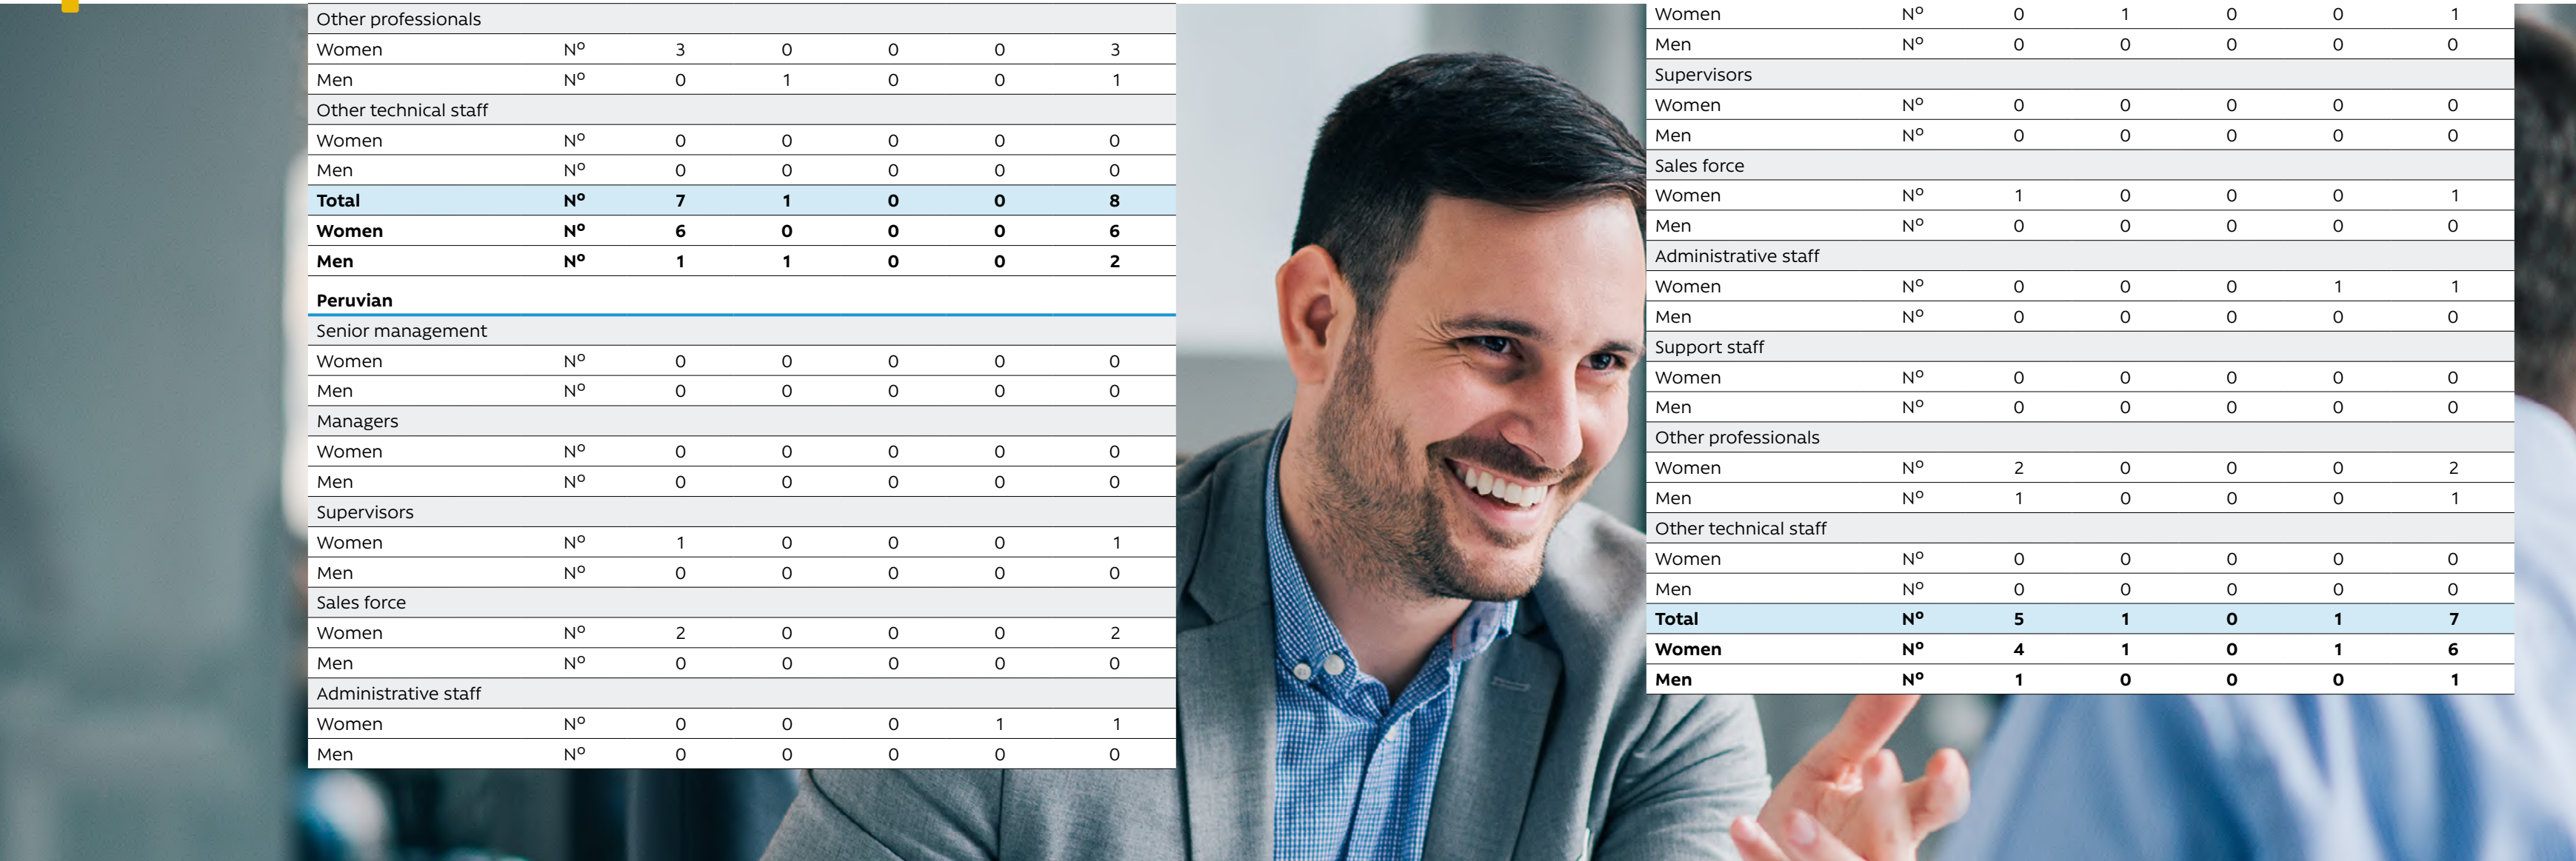 Other professionals
Women Nº 3 0 0 0 3
Men Nº 0 1 0 0 1
Other technical staff
Women Nº 0 0 0 0 0
Men Nº 0 0 0 0 0
Total Nº 7 1 0 0 8
Women Nº 6 0 0 0 6
Men Nº 1 1 0 0 2
Peruvian
Senior management
Women Nº 0 0 0 0 0
Men Nº 0 0 0 0 0
Managers
Women Nº 0 0 0 0 0
Men Nº 0 0 0 0 0
Supervisors
Women Nº 1 0 0 0 1
Men Nº 0 0 0 0 0
Sales force
Women Nº 2 0 0 0 2
Men Nº 0 0 0 0 0
Administrative staff
Women Nº 0 0 0 1 1
Men Nº 0 0 0 0 0
Women Nº 0 1 0 0 1
Men Nº 0 0 0 0 0
Supervisors
Women Nº 0 0 0 0 0
Men Nº 0 0 0 0 0
Sales force
Women Nº 1 0 0 0 1
Men Nº 0 0 0 0 0
Administrative staff
Women Nº 0 0 0 1 1
Men Nº 0 0 0 0 0
Support staff
Women Nº 0 0 0 0 0
Men Nº 0 0 0 0 0
Other professionals
Women Nº 2 0 0 0 2
Men Nº 1 0 0 0 1
Other technical staff
Women Nº 0 0 0 0 0
Men Nº 0 0 0 0 0
Total Nº 5 1 0 1 7
Women Nº 4 1 0 1 6
Men Nº 1 0 0 0 1